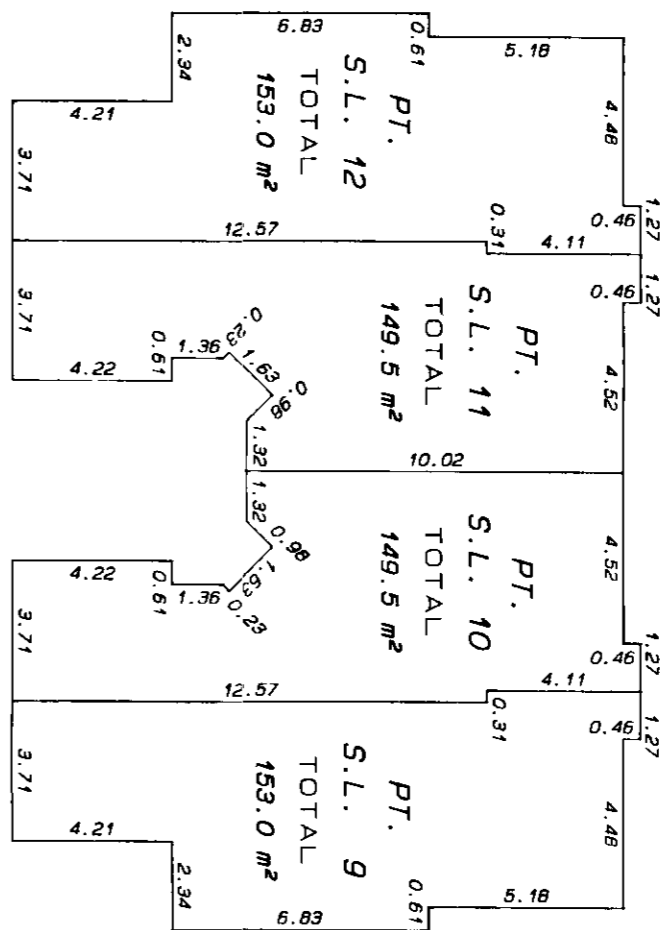 6.83
0.61
5.18
2.34
4.21
PT.
S.L. 12
TOTAL
153.0 m²
4.48
1.27
0.46
3.71
12.57
0.31
4.11
1.27
0.46
3.71
4.22
0.61
1.36
0.23
1.63
0.98
1.32
PT.
S.L. 11
TOTAL
149.5 m²
4.52
10.02
1.32
0.98
1.63
0.23
1.36
0.61
4.22
3.71
PT.
S.L. 10
TOTAL
149.5 m²
4.52
1.27
0.46
4.11
12.57
0.31
1.27
0.46
3.71
4.21
2.34
PT.
S.L. 9
TOTAL
153.0 m²
4.48
0.61
5.18
6.83